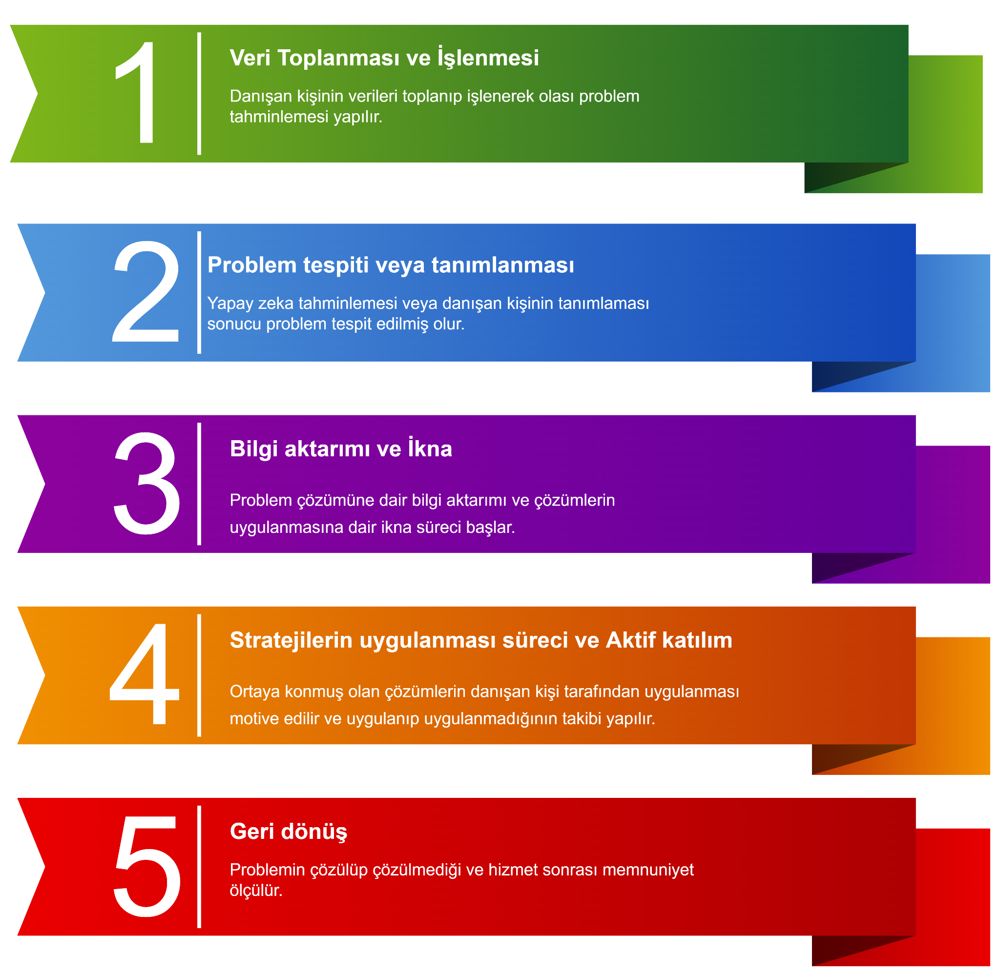 1
Veri Toplanması ve İşlenmesi
Danışan kişinin verileri toplanıp işlenerek olası problem
tahminlemesi yapılır.
2
Problem tespiti veya tanımlanması
Yapay zeka tahminlemesi veya danışan kişinin tanımlaması
sonucu problem tespit edilmiş olur.
3
Bilgi aktarımı ve İkna
Problem çözümüne dair bilgi aktarımı ve çözümlerin
uygulanmasına dair ikna süreci başlar.
4
Stratejilerin uygulanması süreci ve Aktif katılım
Ortaya konmuş olan çözümlerin danışan kişi tarafından uygulanması
motive edilir ve uygulanıp uygulanmadığının takibi yapılır.
5
Geri dönüş
Problemin çözülüp çözülmediği ve hizmet sonrası memnuniyet
ölçülür.